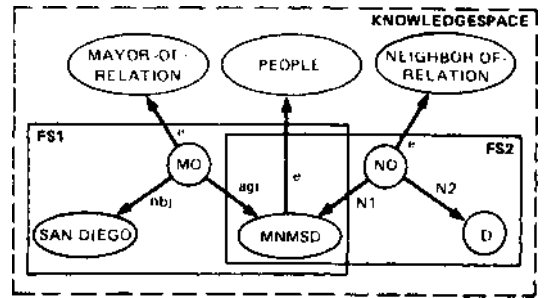 KNOWLEDGESPACE
MAYOR-OF-
RELATION
PEOPLE
NEIGHBOR OF-
RELATION
FS1
e
e
e
FS2
MO
NO
obj
agt
N1
N2
SAN DIEGO
MNMSD
D